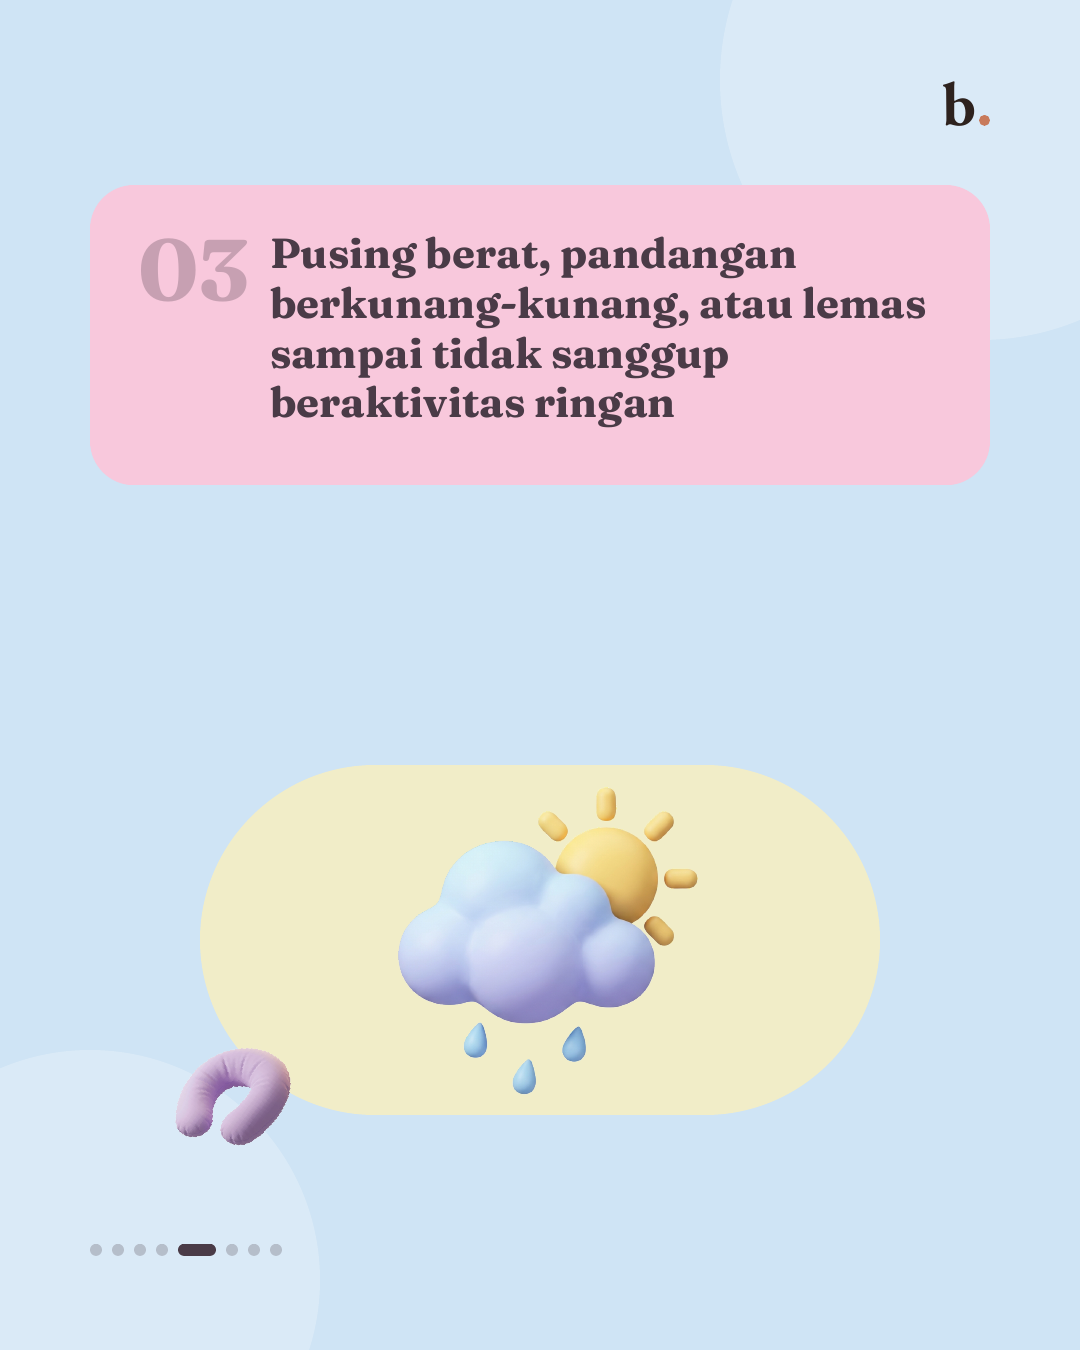 b.
03
Pusing berat, pandangan
berkunang-kunang, atau lemas
sampai tidak sanggup
beraktivitas ringan